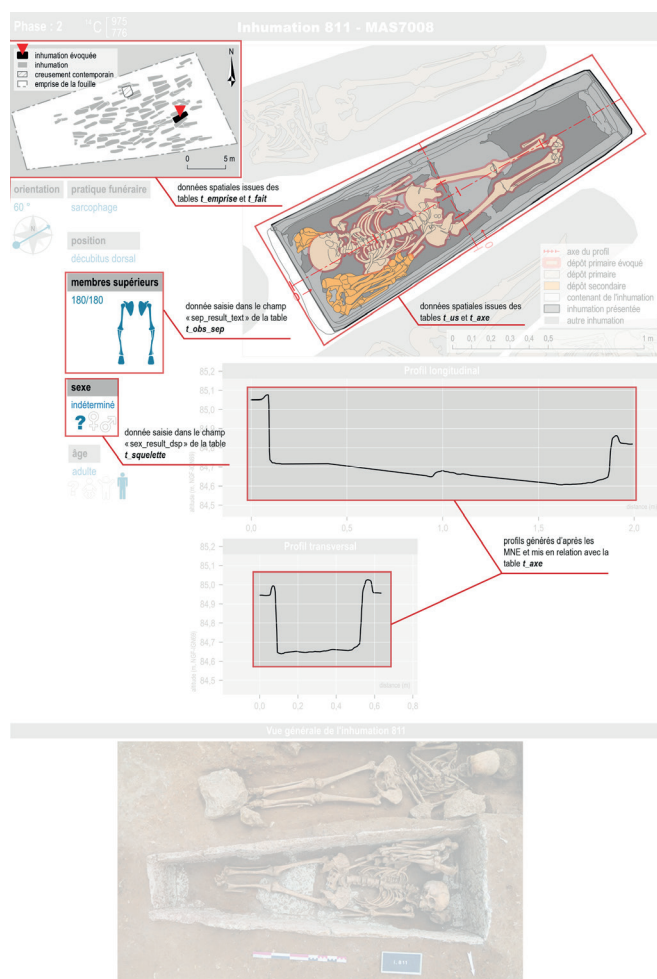 Phase : 2
14C
975
776
Inhumation 811 - MAS7008
inhumation évoquée
inhumation
creusement contemporain
emprise de la fouille
N
0 5 m
données spatiales issues des
tables t_emprise et t_fait
orientation
60 °
pratique funéraire
sarcophage
position
décubitus dorsal
membres supérieurs
180/180
donnée saisie dans le champ
« sep_result_text » de la table
t_obs_sep
données spatiales issues des
tables t_us et t_axe
axe du profil
dépôt primaire évoqué
dépôt primaire
dépôt secondaire
contenant de l'inhumation
inhumation présentée
autre inhumation
0 0,1 0,2 0,3 0,4 0,5 1 m
sexe
indéterminé
?
donnée saisie dans le champ
« sex_result_dsp » de la table
t_squelette
âge
adulte
Profil longitudinal
85,2
85,1
85,0
84,9
84,8
84,7
84,6
84,5
altitude (m, NGF-IGN69)
distance (m)
0,0 0,5 1,0 1,5 2,0
profils générés d'après les
MNE et mis en relation avec la
table t_axe
Profil transversal
85,2
85,1
85,0
84,9
84,8
84,7
84,6
84,5
altitude (m, NGF-IGN69)
distance (m)
0,0 0,2 0,4 0,6 0,8
Vue générale de l'inhumation 811